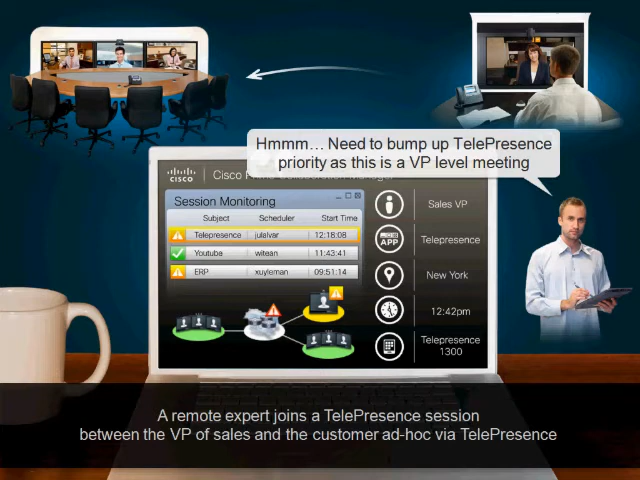 Hmmm… Need to bump up TelePresence
priority as this is a VP level meeting
cisco
Cisco Prime Collaboration Manager
Session Monitoring
Subject Scheduler Start Time
Telepresence julalvar 12:18:08
Youtube witean 11:43:41
ERP xuyleman 09:51:14
Sales VP
APP
Telepresence
New York
12:42pm
Telepresence
1300
A remote expert joins a TelePresence session
between the VP of sales and the customer ad-hoc via TelePresence